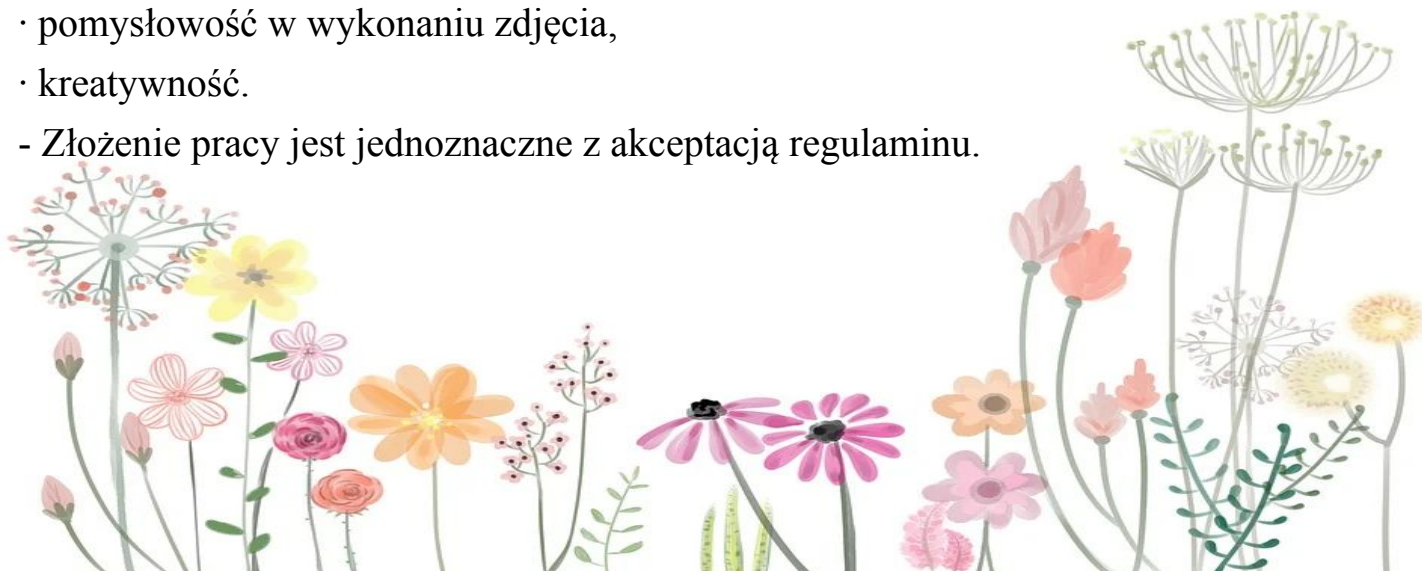 · pomysłowość w wykonaniu zdjęcia,
· kreatywność.
- Złożenie pracy jest jednoznaczne z akceptacją regulaminu.